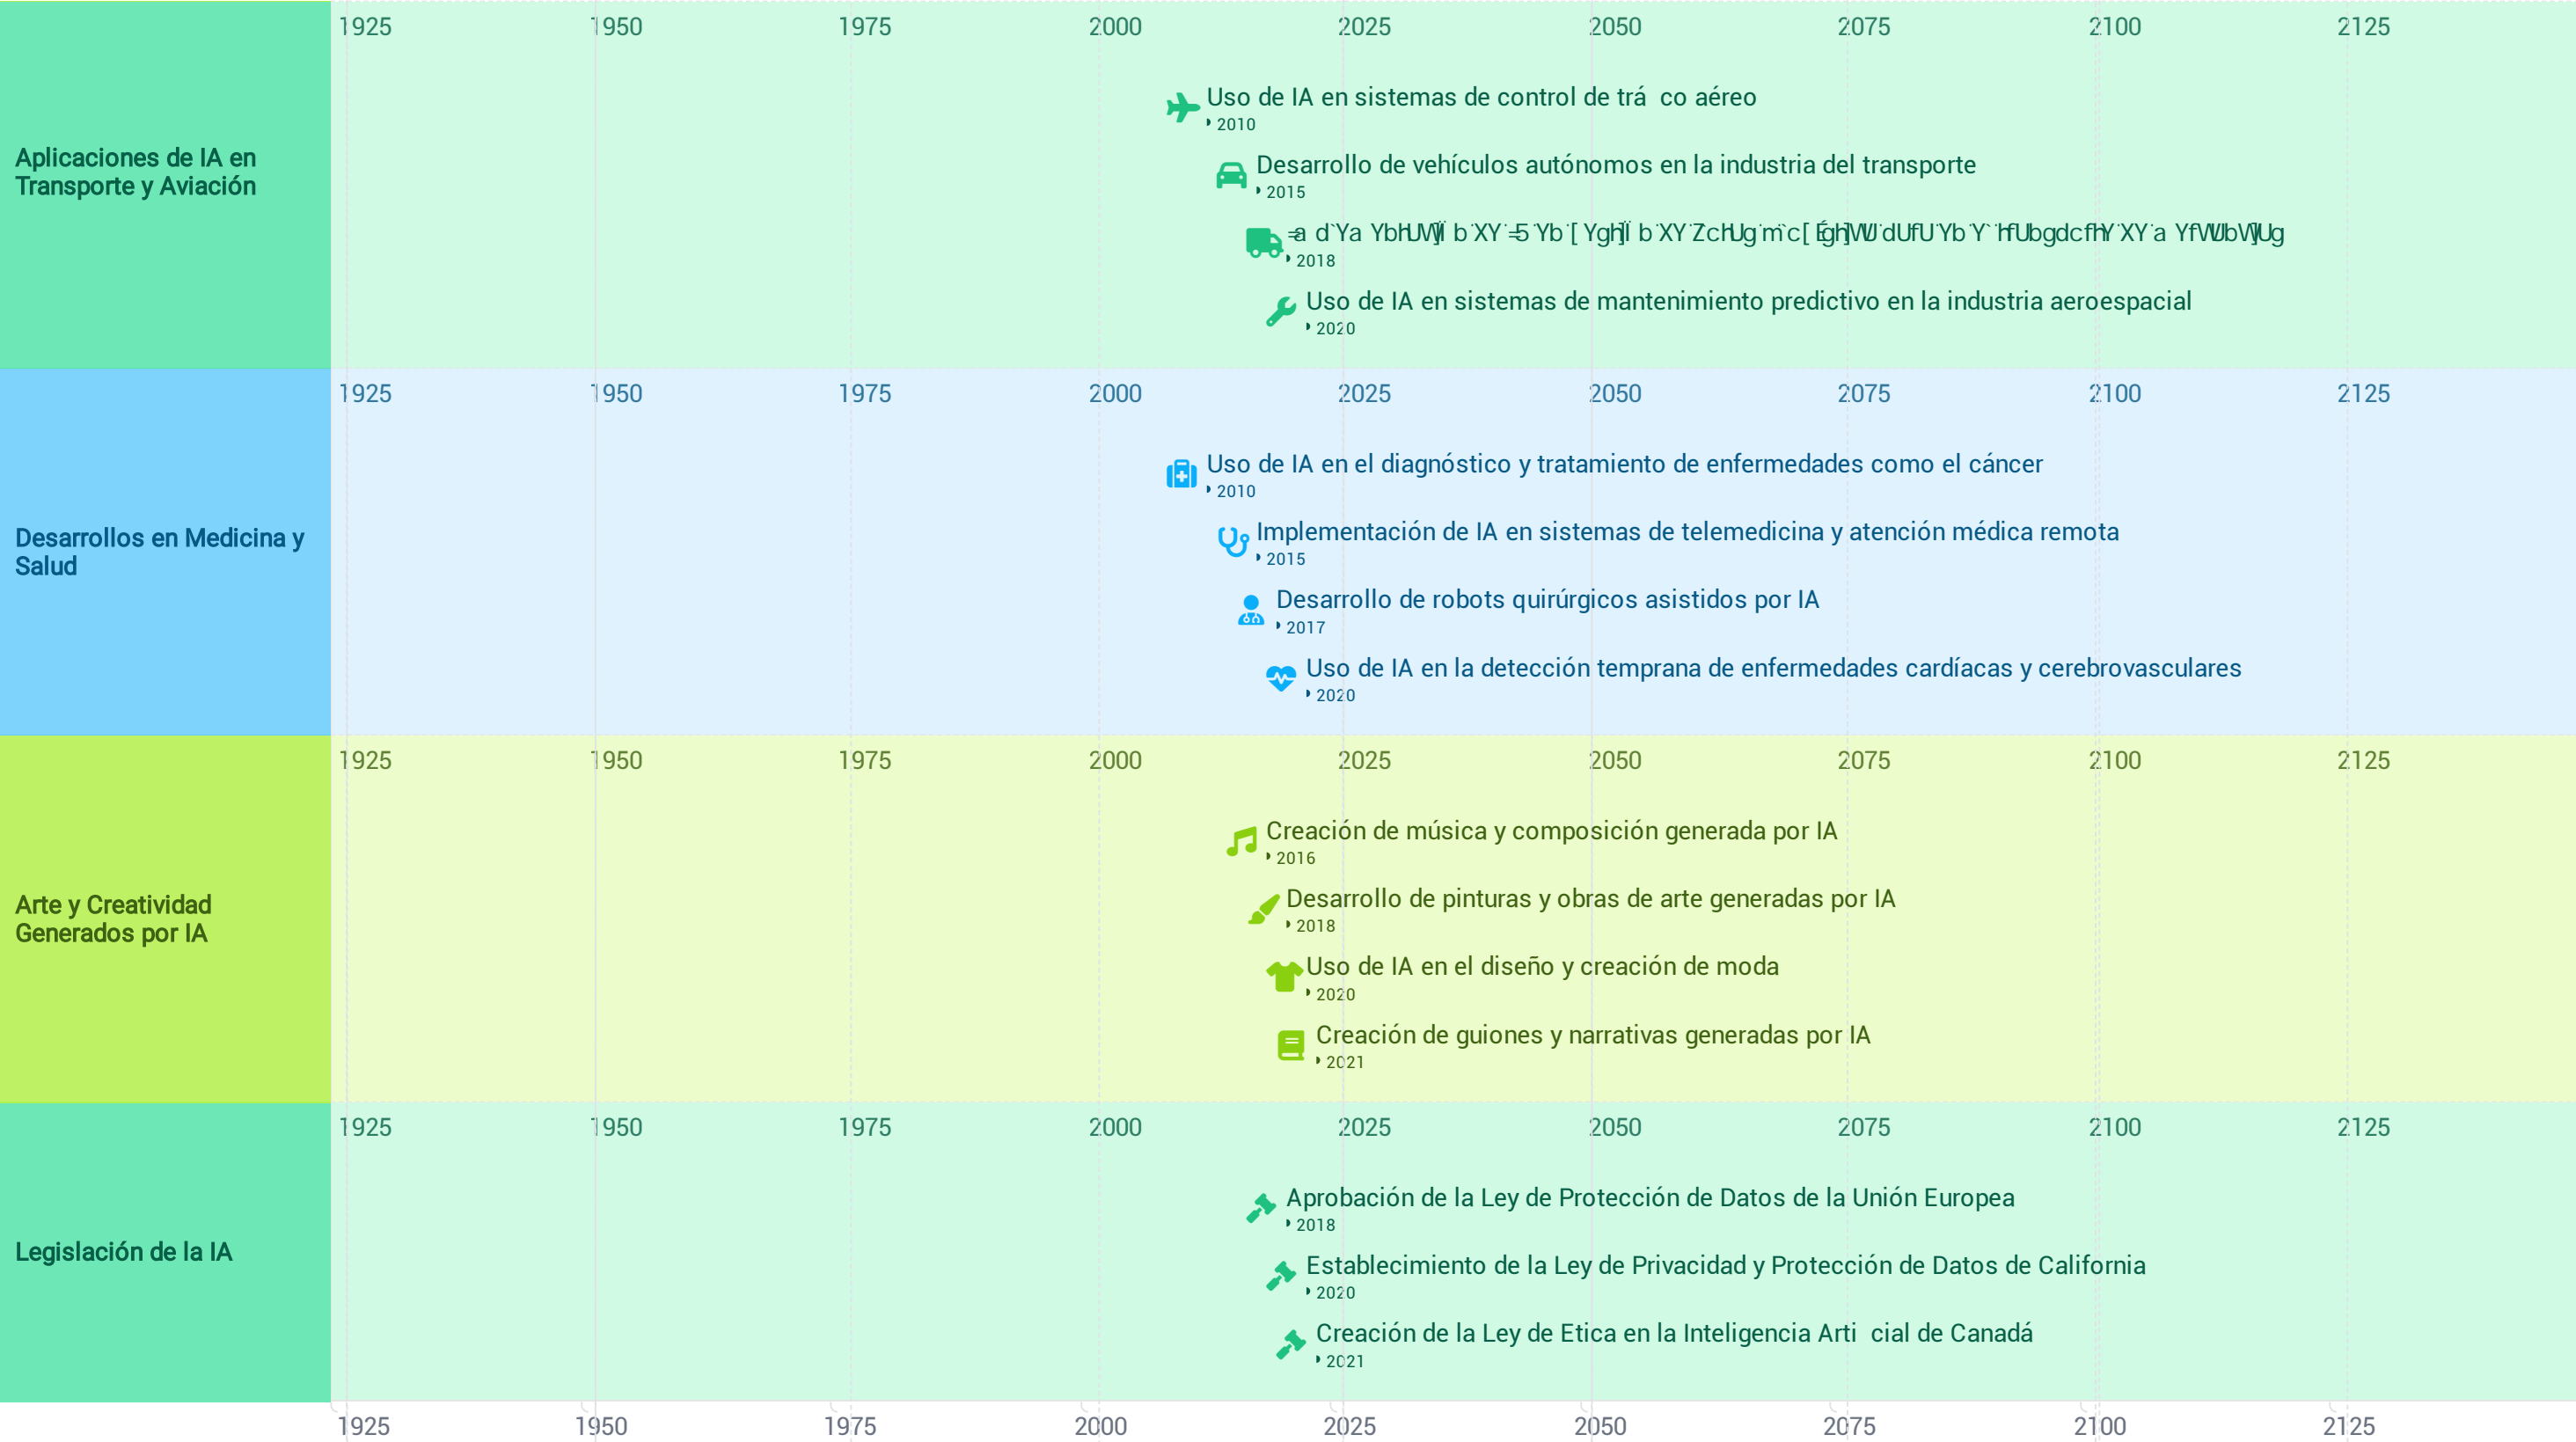 1925 1950 1975 2000 2025 2050 2075 2100 2125
Uso de IA en sistemas de control de trá co aéreo
2010
Aplicaciones de IA en
Transporte y Aviación
Desarrollo de vehículos autónomos en la industria del transporte
2015
2018
Uso de IA en sistemas de mantenimiento predictivo en la industria aeroespacial
2020
1925 1950 1975 2000 2025 2050 2075 2100 2125
Uso de IA en el diagnóstico y tratamiento de enfermedades como el cáncer
2010
Desarrollos en Medicina y
Salud
Implementación de IA en sistemas de telemedicina y atención médica remota
2015
Desarrollo de robots quirúrgicos asistidos por IA
2017
Uso de IA en la detección temprana de enfermedades cardíacas y cerebrovasculares
2020
1925 1950 1975 2000 2025 2050 2075 2100 2125
Creación de música y composición generada por IA
2016
Arte y Creatividad
Generados por IA
Desarrollo de pinturas y obras de arte generadas por IA
2018
Uso de IA en el diseño y creación de moda
2020
Creación de guiones y narrativas generadas por IA
2021
1925 1950 1975 2000 2025 2050 2075 2100 2125
Aprobación de la Ley de Protección de Datos de la Unión Europea
2018
Legislación de la IA
Establecimiento de la Ley de Privacidad y Protección de Datos de California
2020
Creación de la Ley de Etica en la Inteligencia Arti cial de Canadá
2021
1925 1950 1975 2000 2025 2050 2075 2100 2125